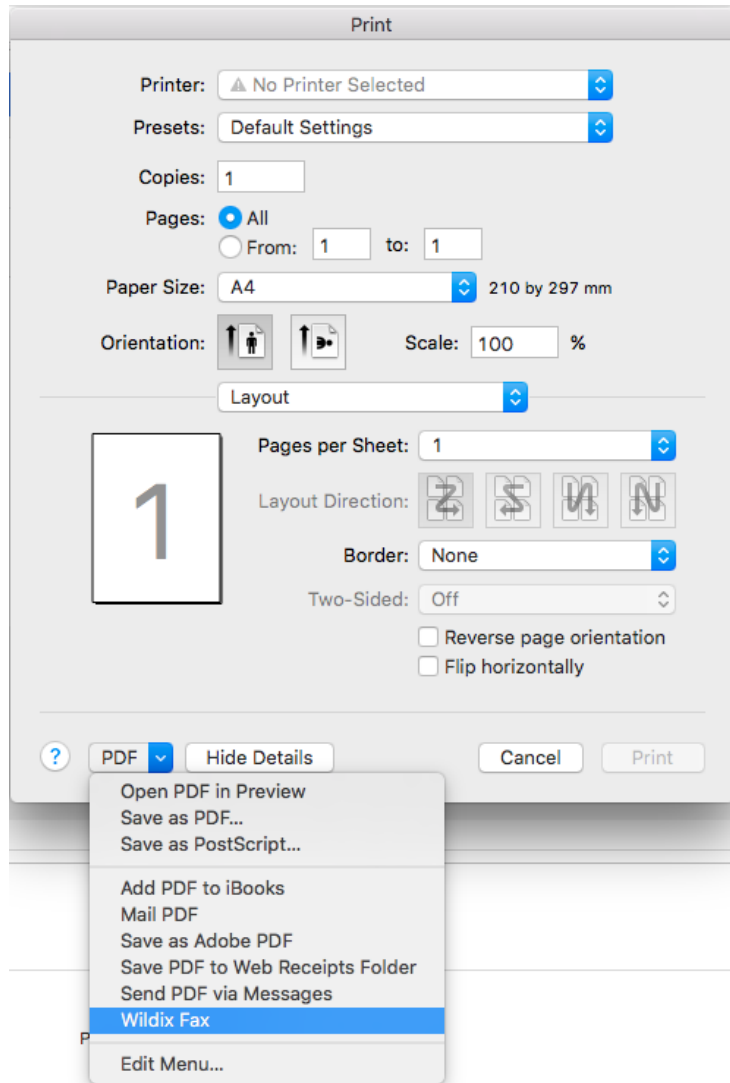 Print
Printer: No Printer Selected
Presets: Default Settings
Copies: 1
Pages: All
From: 1 to: 1
Paper Size: A4 210 by 297 mm
Orientation: Scale: 100 %
Layout
1
Pages per Sheet: 1
Layout Direction:
Border: None
Two-Sided: Off
Reverse page orientation
Flip horizontally
? PDF Hide Details Cancel Print
Open PDF in Preview
Save as PDF...
Save as PostScript...
Add PDF to iBooks
Mail PDF
Save as Adobe PDF
Save PDF to Web Receipts Folder
Send PDF via Messages
Wildix Fax
P
Edit Menu...